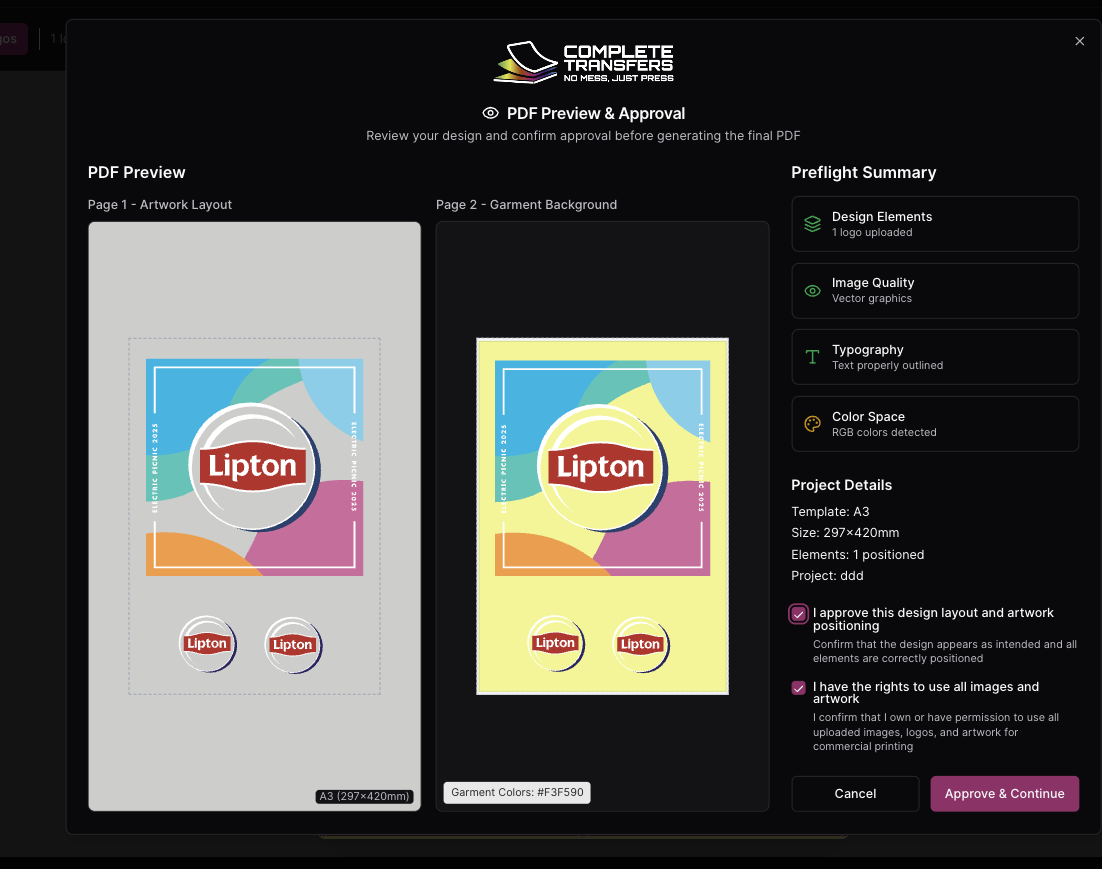 gos
1 lo
COMPLETE
TRANSFERS
NO MESS, JUST PRESS
PDF Preview & Approval
Review your design and confirm approval before generating the final PDF
PDF Preview
Page 1 - Artwork Layout
ELECTRIC PICNIC 2025
Lipton
ELECTRIC PICNIC 2025
Lipton
Lipton
A3 (297×420mm)
Page 2 - Garment Background
ELECTRIC PICNIC 2025
Lipton
ELECTRIC PICNIC 2025
Lipton
Lipton
Garment Colors: #F3F590
Preflight Summary
Design Elements
1 logo uploaded
Image Quality
Vector graphics
Typography
Text properly outlined
Color Space
RGB colors detected
Project Details
Template: A3
Size: 297×420mm
Elements: 1 positioned
Project: ddd
I approve this design layout and artwork
positioning
Confirm that the design appears as intended and all
elements are correctly positioned
I have the rights to use all images and
artwork
I confirm that I own or have permission to use all
uploaded images, logos, and artwork for
commercial printing
Cancel
Approve & Continue